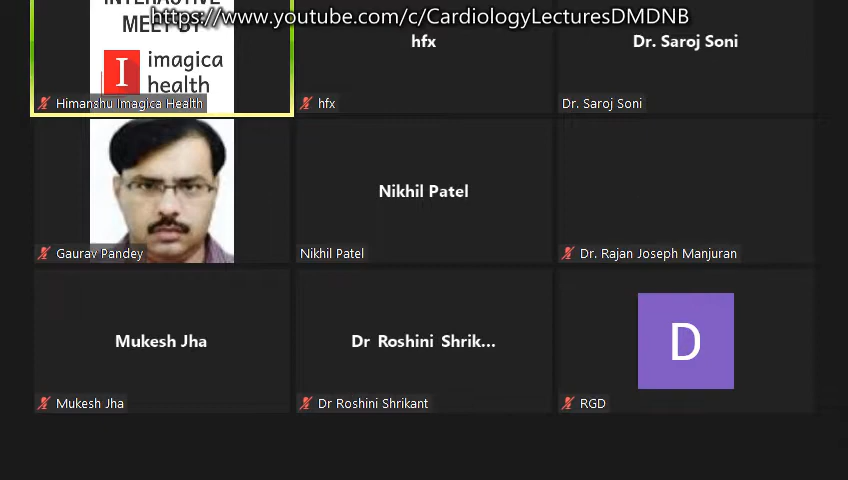 INTERACTIVE
https://www.youtube.com/c/CardiologyLecturesDMDNB
MEET BY
I imagica
health
Himanshu Imagica Health
hfx
hfx
Dr. Saroj Soni
Dr. Saroj Soni
Gaurav Pandey
Nikhil Patel
Nikhil Patel
Dr. Rajan Joseph Manjuran
Mukesh Jha
Mukesh Jha
Dr Roshini Shrik...
Dr Roshini Shrikant
D
RGD